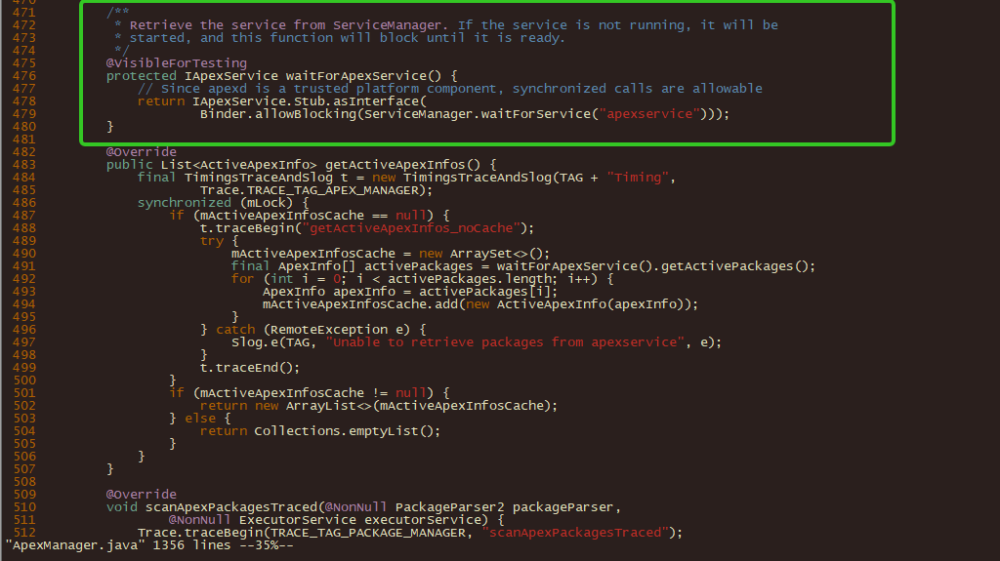 470
471 /**
472  * Retrieve the service from ServiceManager. If the service is not running, it will be
473  * started, and this function will block until it is ready.
474  */
475 @VisibleForTesting
476 protected IApexService waitForApexService() {
477     // Since apexd is a trusted platform component, synchronized calls are allowable
478     return IApexService.Stub.asInterface(
479             Binder.allowBlocking(ServiceManager.waitForService("apexservice")));
480 }
481
482 @Override
483 public List<ActiveApexInfo> getActiveApexInfos() {
484     final TimingsTraceAndSlog t = new TimingsTraceAndSlog(TAG + "Timing",
485             Trace.TRACE_TAG_APEX_MANAGER);
486     synchronized (mLock) {
487         if (mActiveApexInfosCache == null) {
488             t.traceBegin("getActiveApexInfos_noCache");
489             try {
490                 mActiveApexInfosCache = new ArraySet<>();
491                 final ApexInfo[] activePackages = waitForApexService().getActivePackages();
492                 for (int i = 0; i < activePackages.length; i++) {
493                     ApexInfo apexInfo = activePackages[i];
494                     mActiveApexInfosCache.add(new ActiveApexInfo(apexInfo));
495                 }
496             } catch (RemoteException e) {
497                 Slog.e(TAG, "Unable to retrieve packages from apexservice", e);
498             }
499             t.traceEnd();
500         }
501         if (mActiveApexInfosCache != null) {
502             return new ArrayList<>(mActiveApexInfosCache);
503         } else {
504             return Collections.emptyList();
505         }
506     }
507 }
508
509 @Override
510 void scanApexPackagesTraced(@NonNull PackageParser2 packageParser,
511         @NonNull ExecutorService executorService) {
512     Trace.traceBegin(TRACE_TAG_PACKAGE_MANAGER, "scanApexPackagesTraced");
"ApexManager.java" 1356 lines --35%--